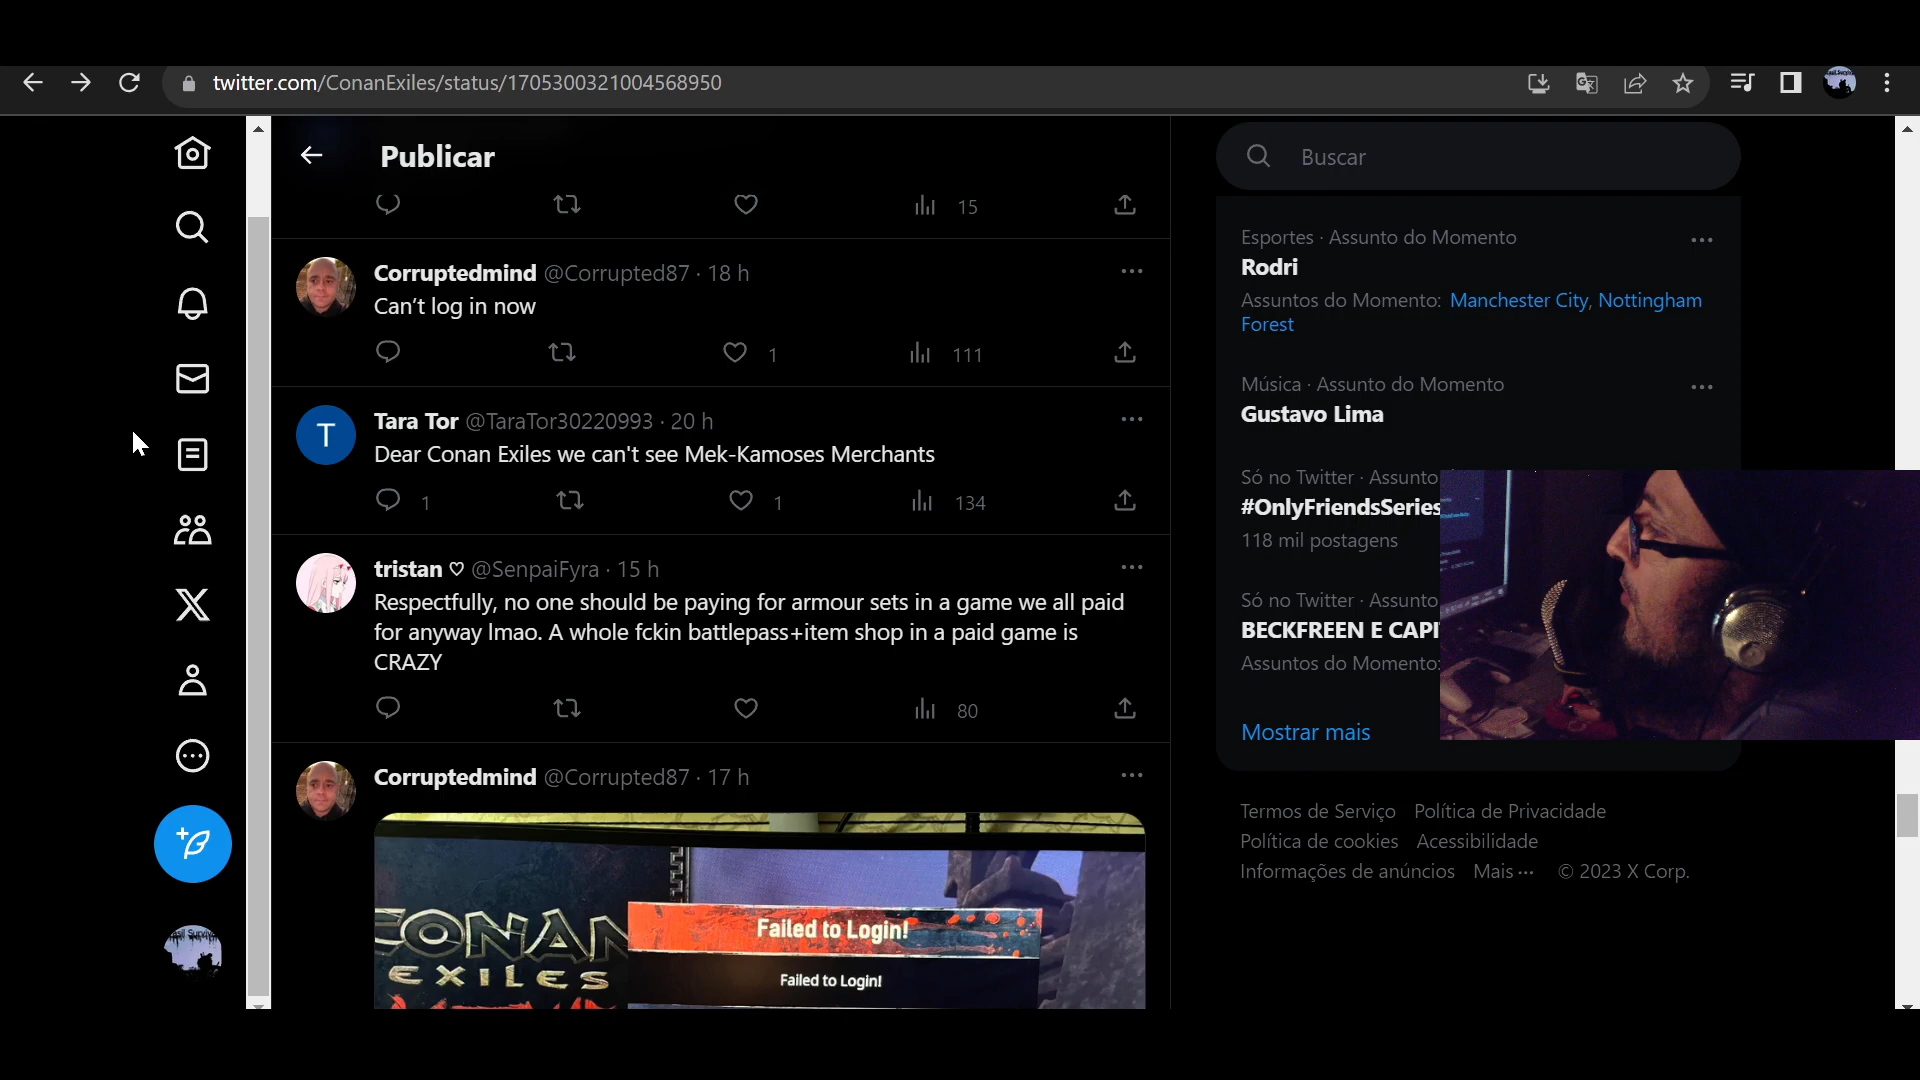 twitter.com/ConanExiles/status/1705300321004568950
Publicar
15
Corruptedmind @Corrupted87 · 18 h
Can't log in now
1
111
Tara Tor @TaraTor30220993 · 20 h
T
Dear Conan Exiles we can't see Mek-Kamoses Merchants
1
1
134
tristan ♡ @SenpaiFyra · 15 h
Respectfully, no one should be paying for armour sets in a game we all paid
for anyway lmao. A whole fckin battlepass+item shop in a paid game is
CRAZY
80
Corruptedmind @Corrupted87 · 17 h
CONAN
EXILES
Failed to Login!
Failed to Login!
Buscar
Esportes · Assunto do Momento
Rodri
Assuntos do Momento: Manchester City, Nottingham
Forest
Música · Assunto do Momento
Gustavo Lima
Só no Twitter · Assunto
#OnlyFriendsSeries
118 mil postagens
Só no Twitter · Assunto
BECKFREEN E CAPI
Assuntos do Momento:
Mostrar mais
Termos de Serviço Política de Privacidade
Política de cookies Acessibilidade
Informações de anúncios Mais ··· © 2023 X Corp.